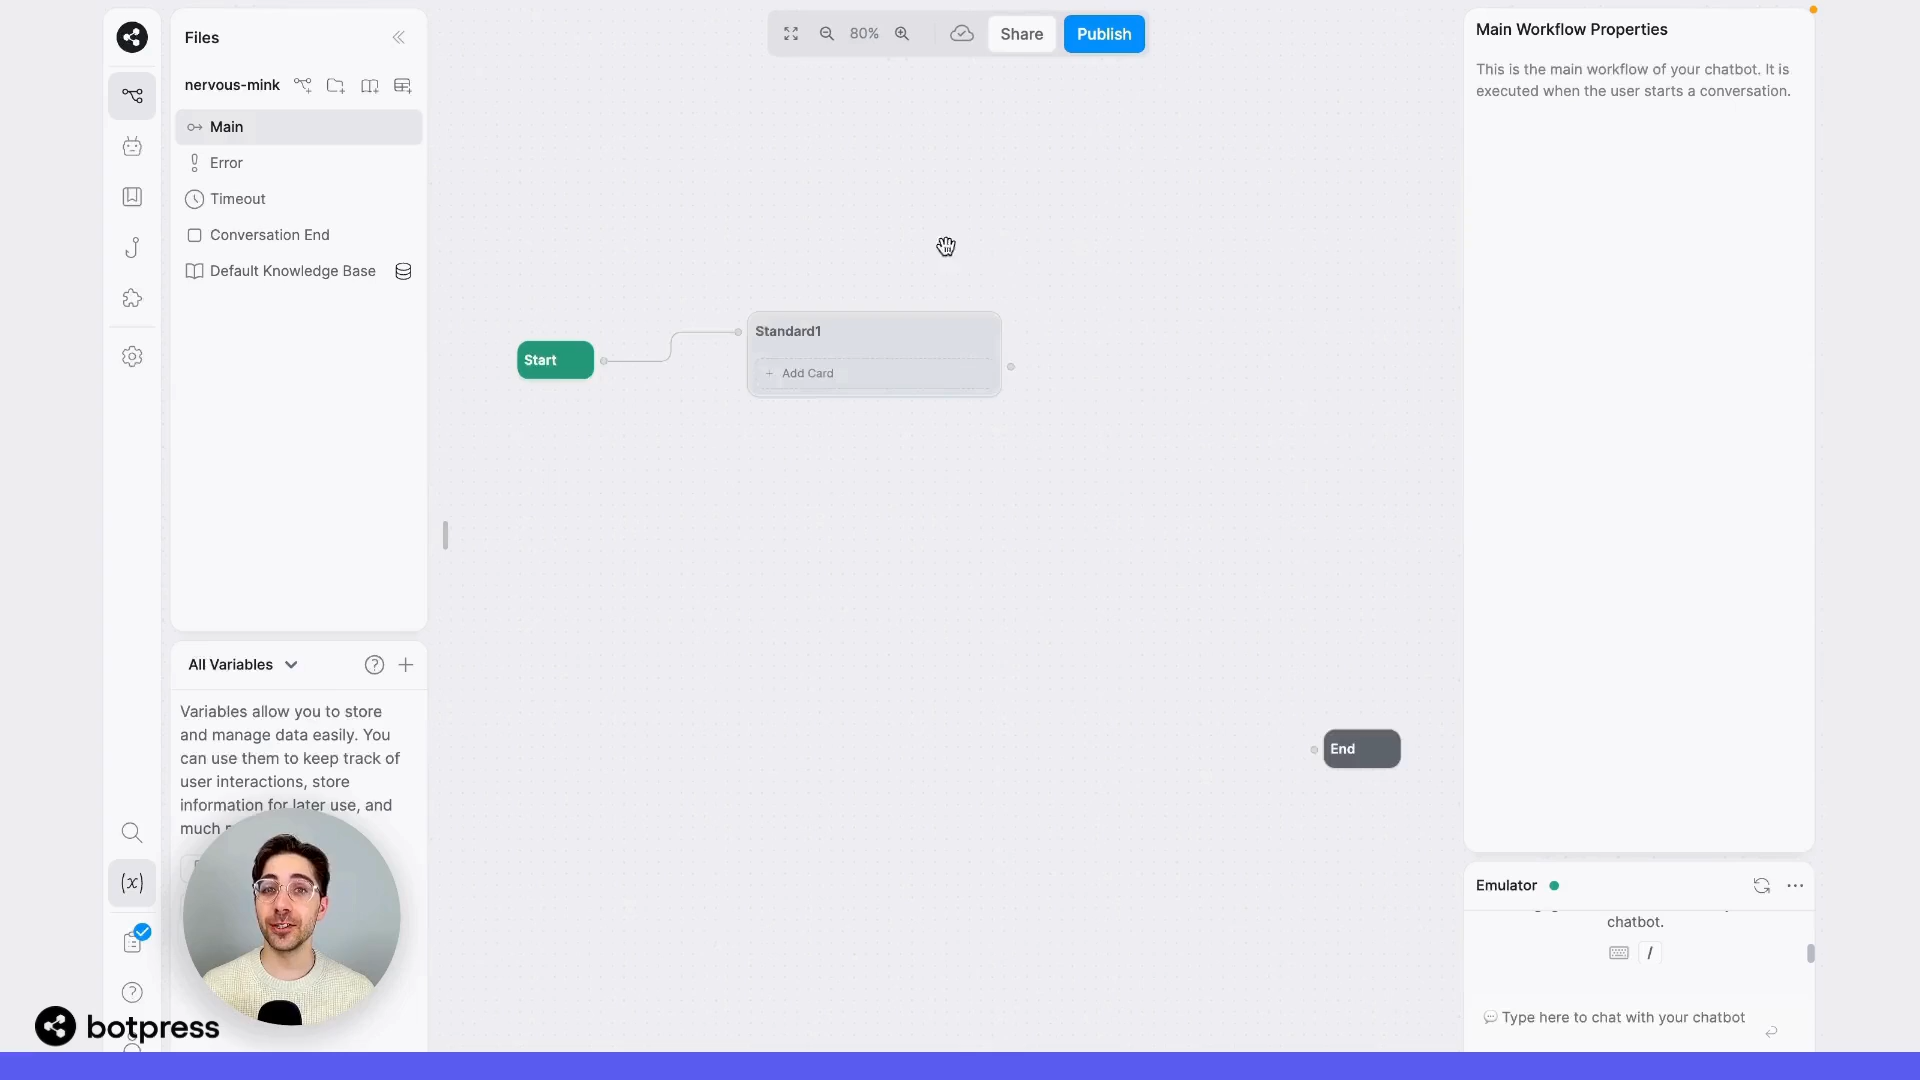 Files
nervous-mink
Main
Error
Timeout
Conversation End
Default Knowledge Base
80%
Share
Publish
Start
Standard1
+ Add Card
End
Main Workflow Properties
This is the main workflow of your chatbot. It is
executed when the user starts a conversation.
All Variables
Variables allow you to store
and manage data easily. You
can use them to keep track of
user interactions, store
information for later use, and
much
(x)
Emulator
chatbot.
/
Type here to chat with your chatbot
botpress